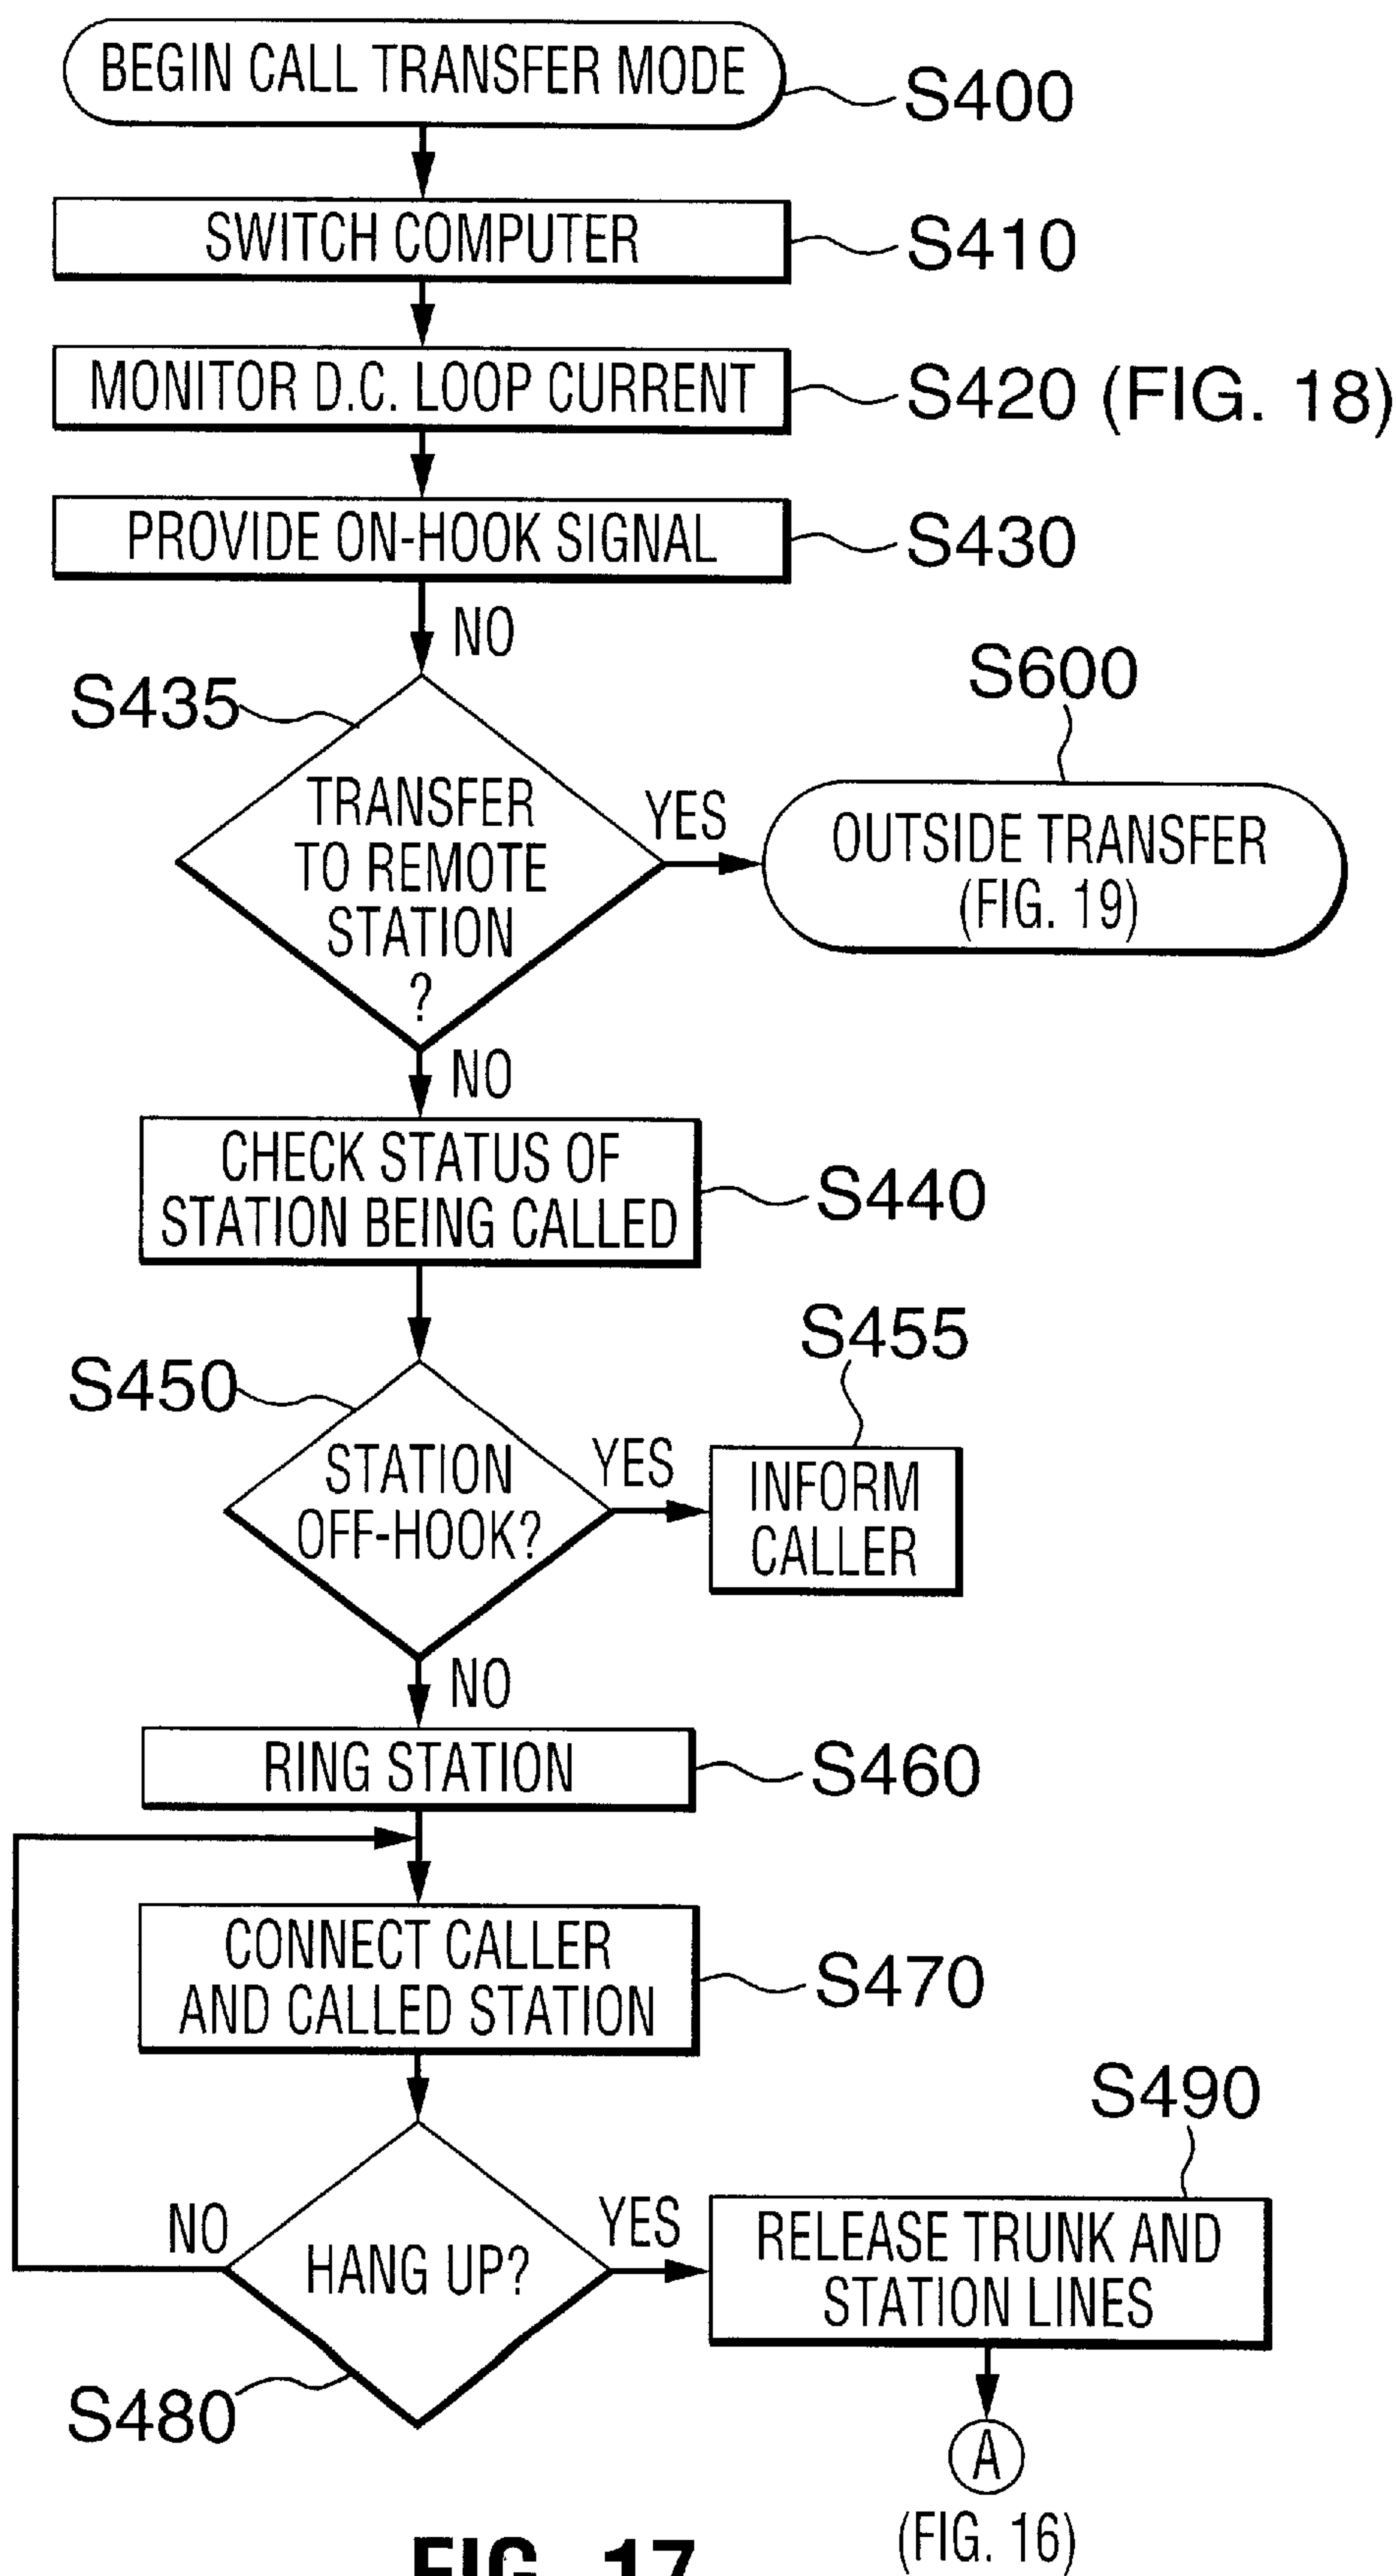 BEGIN CALL TRANSFER MODE
S400
SWITCH COMPUTER
S410
MONITOR D.C. LOOP CURRENT
S420 (FIG. 18)
PROVIDE ON-HOOK SIGNAL
S430
NO
S435
TRANSFER
TO REMOTE
STATION
?
YES
S600
OUTSIDE TRANSFER
(FIG. 19)
NO
CHECK STATUS OF
STATION BEING CALLED
S440
S450
STATION
OFF-HOOK?
YES
S455
INFORM
CALLER
NO
RING STATION
S460
CONNECT CALLER
AND CALLED STATION
S470
NO
HANG UP?
YES
S480
S490
RELEASE TRUNK AND
STATION LINES
A
(FIG. 16)
FIG. 17